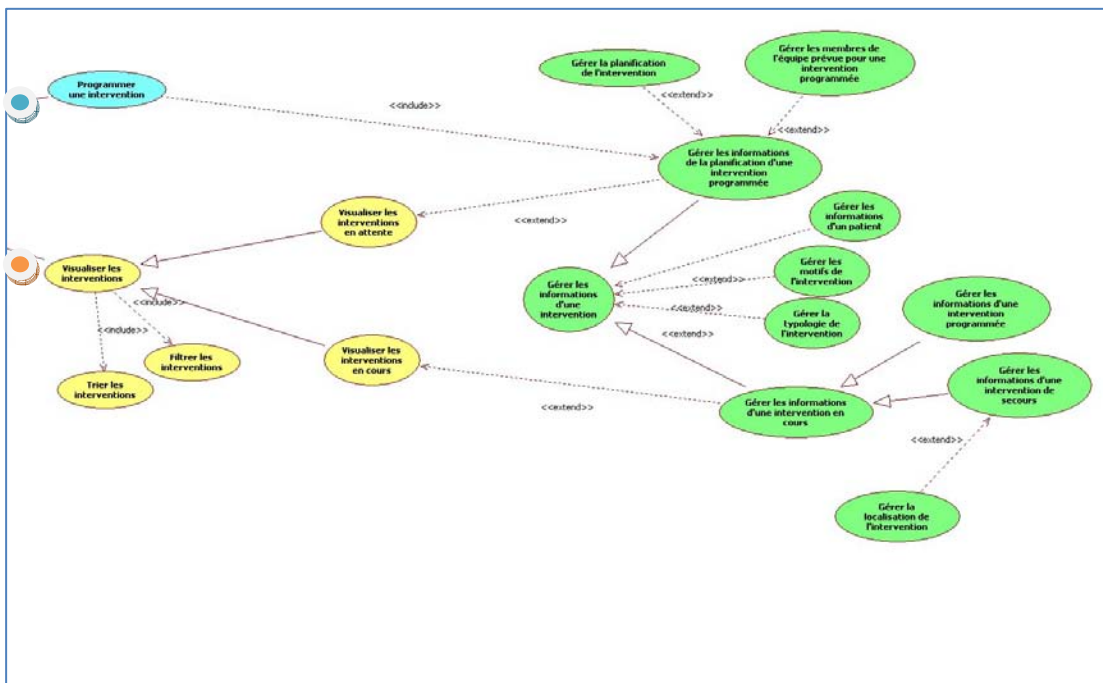 Gérer la planification
de l'intervention
Gérer les membres de
l'équipe prévue pour une
intervention
programmée
Programmer
une intervention
<<include>>
<<extend>>
<<extend>>
Gérer les informations
de la planification d'une
intervention
programmée
Visualiser les
interventions
en attente
<<extend>>
Gérer les
informations
d'un patient
Visualiser les
interventions
Gérer les
informations
d'une
intervention
<<extend>>
Gérer les
motifs de
l'intervention
<<extend>>
Gérer la
typologie de
l'intervention
<<extend>>
Gérer les
informations d'une
intervention
programmée
<<include>>
<<include>>
Filtrer les
interventions
Trier les
interventions
Visualiser les
interventions
en cours
<<extend>>
Gérer les informations
d'une intervention en
cours
Gérer les
informations d'une
intervention de
secours
<<extend>>
Gérer la
localisation de
l'intervention